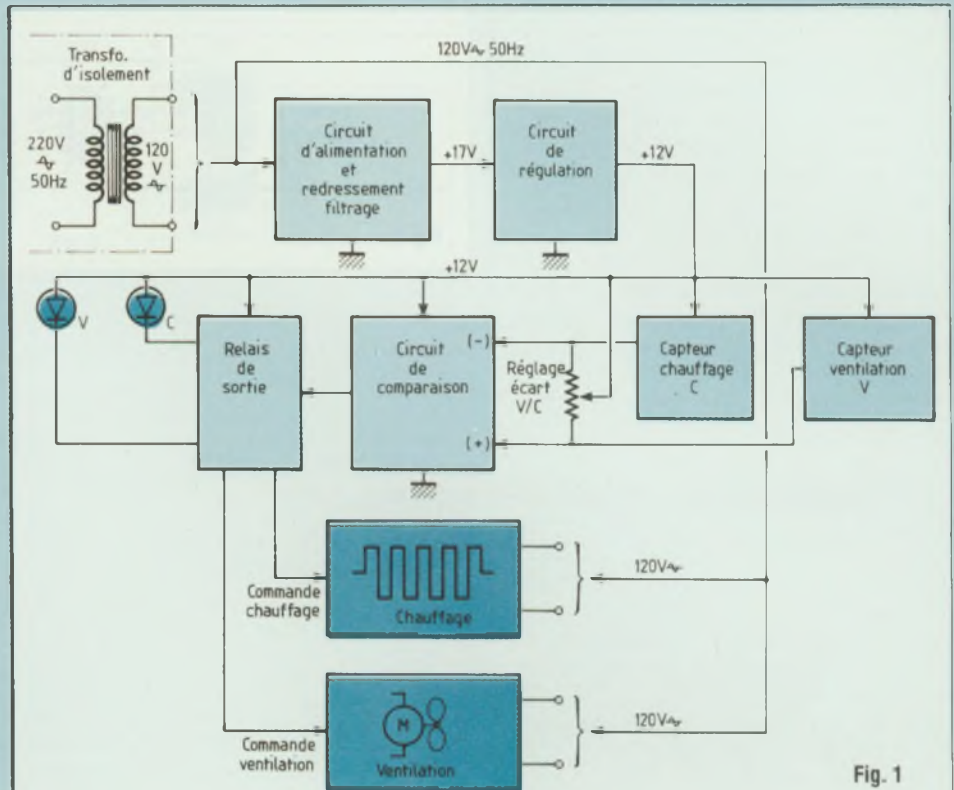 Transfo.
d'isolement
220V
50Hz
120
V
120V 50Hz
Circuit
d'alimentation
et
redressement
filtrage
+17V
Circuit
de
régulation
+12V
+12V
V
C
Relais
de
sortie
Circuit
de
comparaison
(-)
(+)
Réglage
écart
V/C
Capteur
chauffage
C
Capteur
ventilation
V
Commande
chauffage
Chauffage
120V
Commande
ventilation
M
Ventilation
120V
Fig. 1